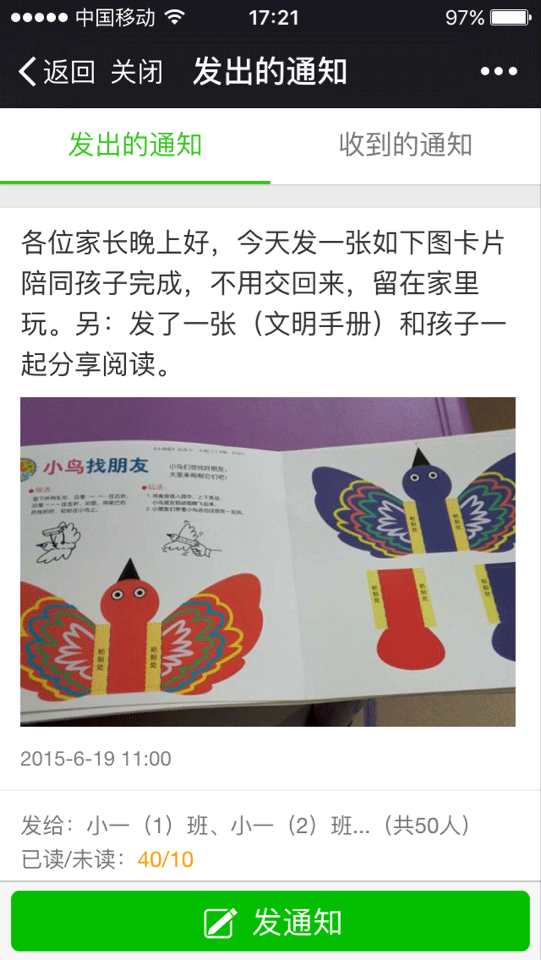 中国移动 17:21 97%
返回 关闭 发出的通知
发出的通知 收到的通知
各位家长晚上好，今天发一张如下图卡片
陪同孩子完成，不用交回来，留在家里
玩。另：发了一张（文明手册）和孩子一
起分享阅读。
小鸟找朋友
小鸟们想找好朋友，
大家来帮帮它们吧！
玩法：
粘贴处 粘贴处
粘贴处 粘贴处 粘贴处
粘贴处 粘贴处
2015-6-19 11:00
发给：小一（1）班、小一（2）班...（共50人）
已读/未读：40/10
发通知